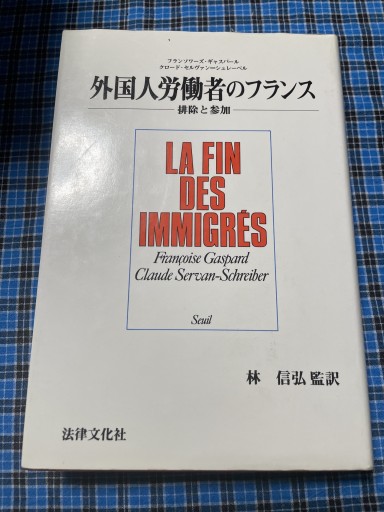 フランソワーズ・ギャスパール
クロード・セルヴァン=シュレーベル
外国人労働者のフランス
排除と参加
LA FIN
DES
IMMIGRÉS
Françoise Gaspard
Claude Servan-Schreiber
Seuil
林 信弘 監訳
法律文化社